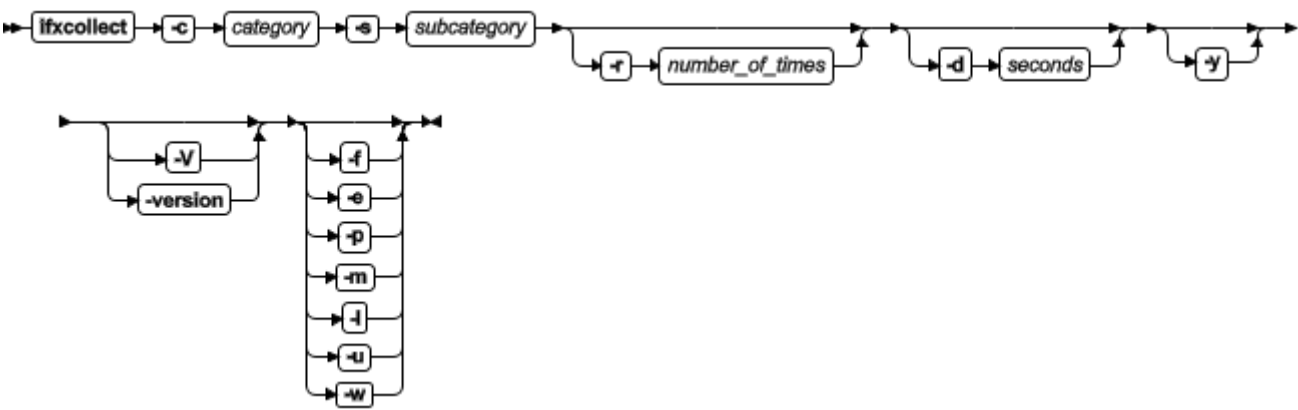 ifxcollect -c category -s subcategory
-r number_of_times -d seconds -y
-V
-version
-f
-e
-p
-m
-l
-u
-w